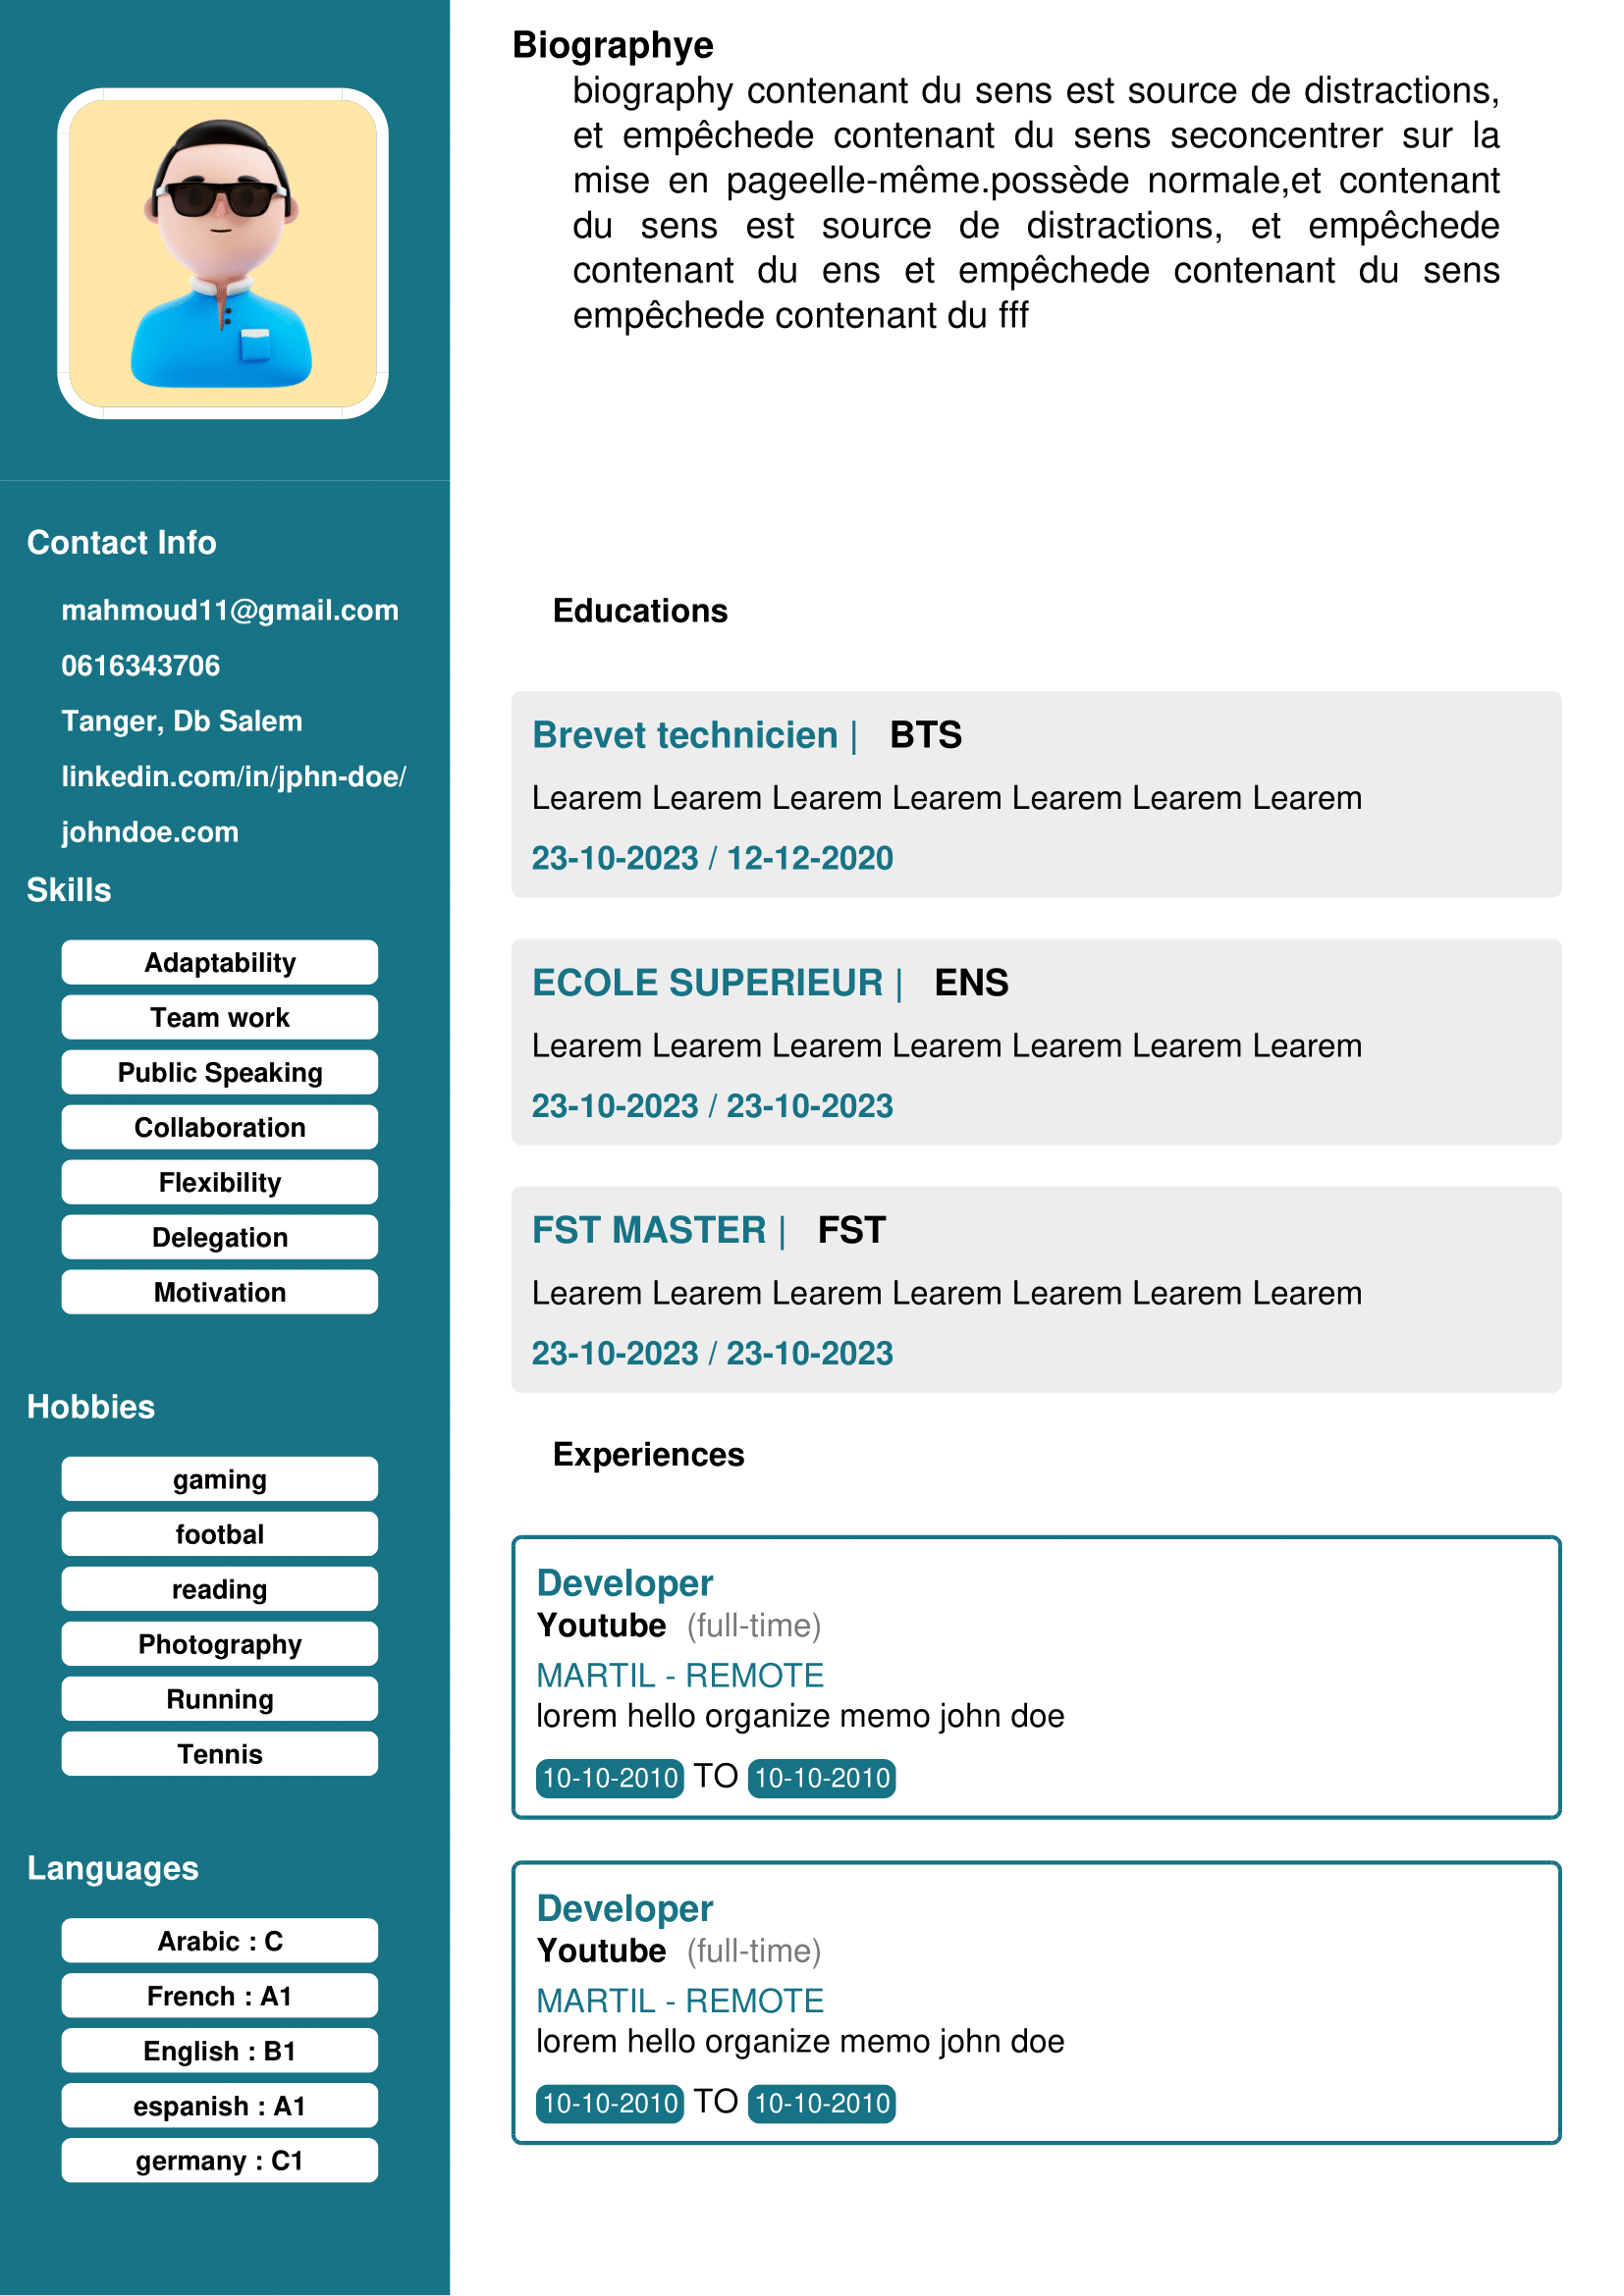 Biographye
biography contenant du sens est source de distractions,
et empêchede contenant du sens seconcentrer sur la
mise en pageelle-même.possède normale,et contenant
du sens est source de distractions, et empêchede
contenant du ens et empêchede contenant du sens
empêchede contenant du fff
Contact Info
mahmoud11@gmail.com
0616343706
Tanger, Db Salem
linkedin.com/in/jphn-doe/
johndoe.com
Skills
Adaptability
Team work
Public Speaking
Collaboration
Flexibility
Delegation
Motivation
Hobbies
gaming
footbal
reading
Photography
Running
Tennis
Languages
Arabic : C
French : A1
English : B1
espanish : A1
germany : C1
Educations
Brevet technicien | BTS
Learem Learem Learem Learem Learem Learem Learem
23-10-2023 / 12-12-2020
ECOLE SUPERIEUR | ENS
Learem Learem Learem Learem Learem Learem Learem
23-10-2023 / 23-10-2023
FST MASTER | FST
Learem Learem Learem Learem Learem Learem Learem
23-10-2023 / 23-10-2023
Experiences
Developer
Youtube (full-time)
MARTIL - REMOTE
lorem hello organize memo john doe
10-10-2010 TO 10-10-2010
Developer
Youtube (full-time)
MARTIL - REMOTE
lorem hello organize memo john doe
10-10-2010 TO 10-10-2010